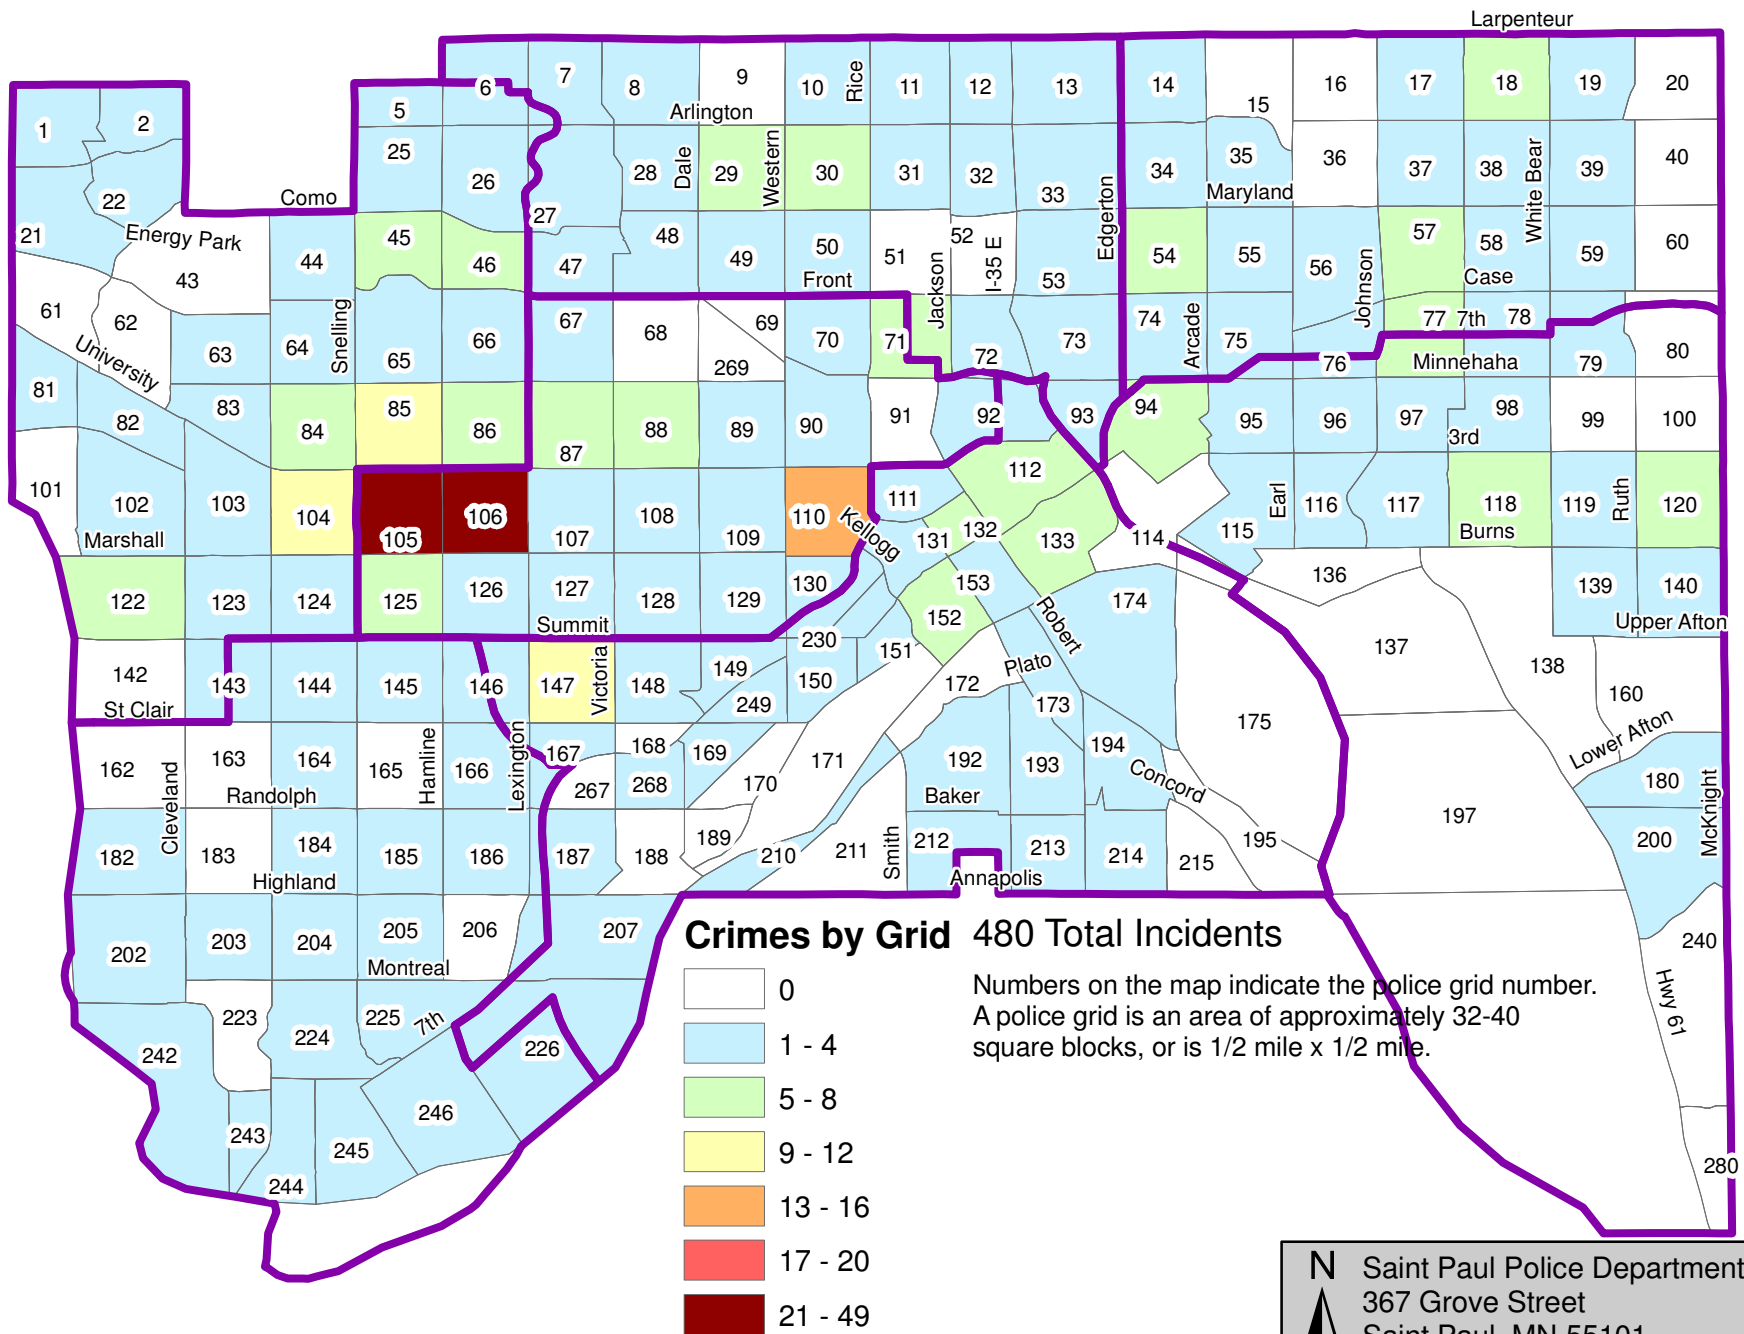 Larpenteur
6 7 8 9 10 Rice 11 12 13 14 15 16 17 18 19 20
1 2 5 Arlington
25 26 28 Dale 29 Western 30 31 32 33 34 35 36 37 38 White Bear 39 40
22 Como 27 Edgerton Maryland
21 Energy Park 43 44 45 46 47 48 49 50 51 52 I-35 E 53 54 55 56 57 58 59 60
Front Jackson Johnson Case
61 62 63 64 Snelling 65 66 67 68 69 70 71 72 73 74 Arcade 75 76 77 7th 78 79 80
University 269 Minnehaha
81 82 83 84 85 86 87 88 89 90 91 92 93 94 95 96 97 98 99 100
3rd
101 102 103 104 105 106 107 108 109 110 111 112 114 115 Earl 116 117 118 119 Ruth 120
Marshall Kellogg 131 132 133 Burns
122 123 124 125 126 127 128 129 130 152 153 174 136 139 140
Summit 230 151 Robert 137 138 Upper Afton
142 143 144 145 146 147 Victoria 148 149 150 172 Plato 160
St Clair 249 173 175 Lower Afton
162 163 164 165 Hamline 166 Lexington 167 168 169 170 171 192 193 194 Concord 180
Cleveland Randolph 267 268 Baker 197 McKnight
182 183 184 185 186 187 188 189 210 211 Smith 212 213 214 215 195 200
Highland Annapolis
202 203 204 205 206 207 240
Montreal
223 224 225 7th 226 Hwy 61
242 243 244 245 246 280
Crimes by Grid 480 Total Incidents
Numbers on the map indicate the police grid number.
A police grid is an area of approximately 32-40
square blocks, or is 1/2 mile x 1/2 mile.
0
1 - 4
5 - 8
9 - 12
13 - 16
17 - 20
21 - 49
N Saint Paul Police Department
367 Grove Street
Saint Paul, MN 55101